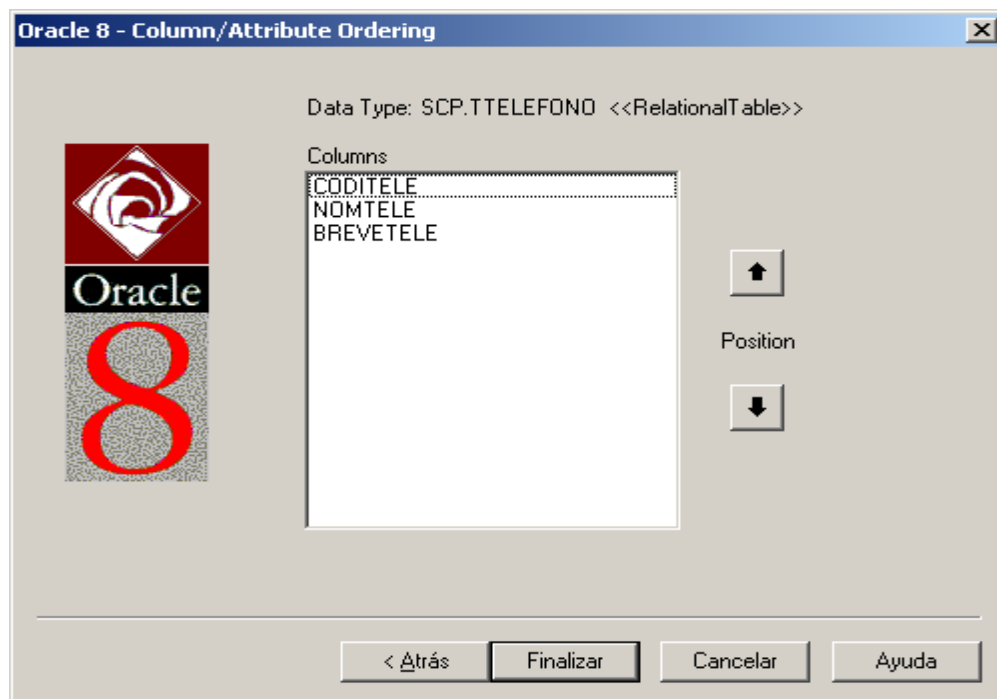 Oracle 8 - Column/Attribute Ordering
Data Type: SCP.TTELEFONO <<RelationalTable>>
Columns
CODITELE
NOMTELE
BREVETELE
Oracle
8
Position
< Atrás
Finalizar
Cancelar
Ayuda